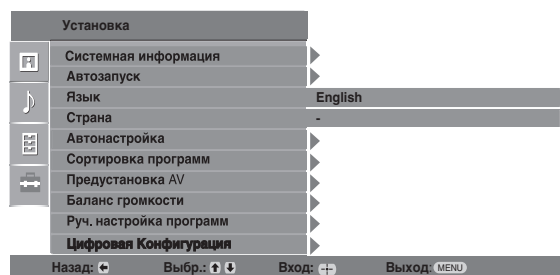 Установка
Системная информация
Автозапуск
Язык English
Страна -
Автонастройка
Сортировка программ
Предустановка AV
Баланс громкости
Руч. настройка программ
Цифровая Конфигурация
Назад: Выбр.: Вход: Выход: MENU